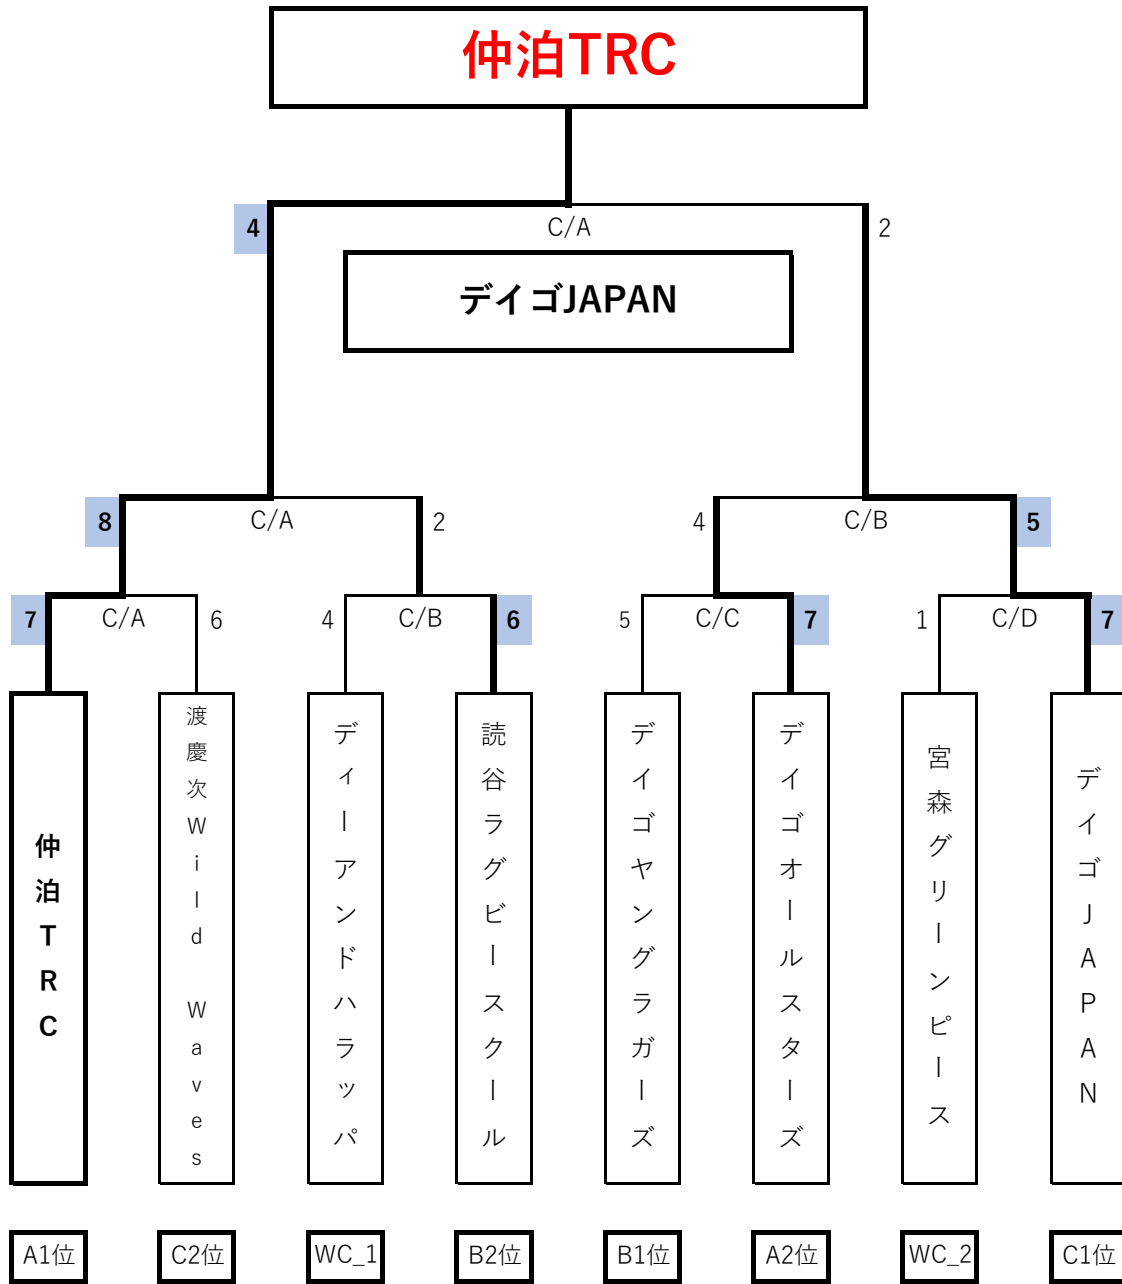 仲泊TRC
4
C/A
2
デイゴJAPAN
8
C/A
2
4
C/B
5
7
C/A
6
4
C/B
6
5
C/C
7
1
C/D
7
仲泊TRC
渡慶次Wild Waves
ディーアンドハラッパ
読谷ラグビースクール
デイゴヤングラガーズ
デイゴオールスターズ
宮森グリーンピース
デイゴJAPAN
A1位
C2位
WC_1
B2位
B1位
A2位
WC_2
C1位